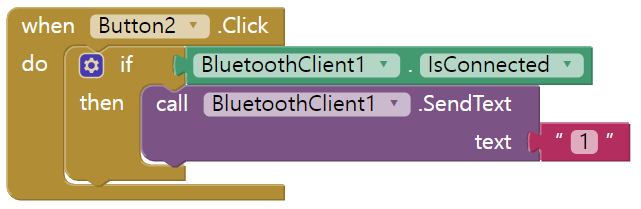 when Button2 .Click
do if BluetoothClient1 . IsConnected
then call BluetoothClient1 .SendText
text “ 1 ”